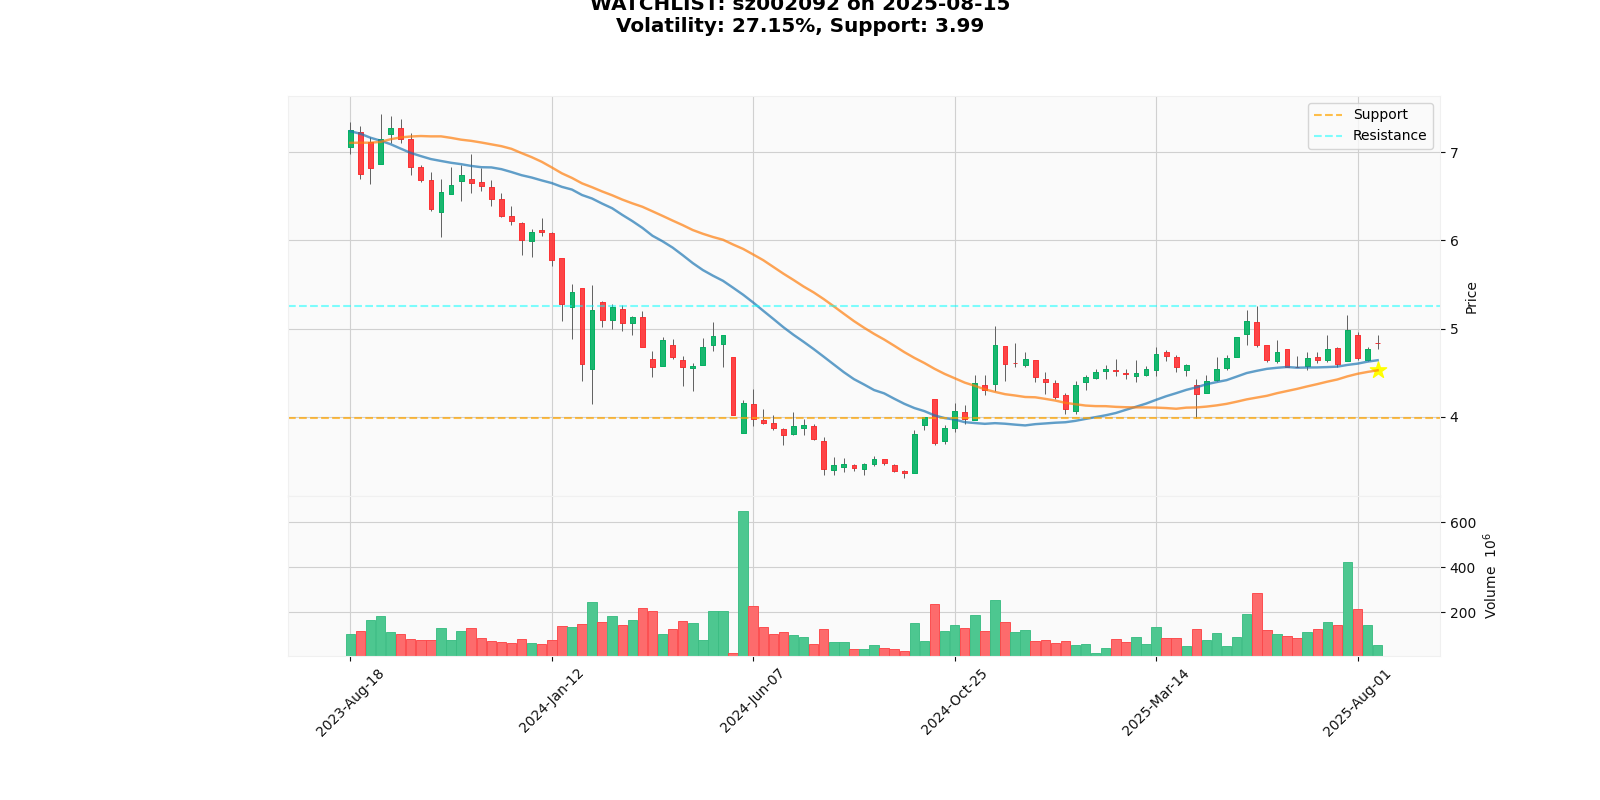 WATCHLIST: sz002092 on 2025-08-15
Volatility: 27.15%, Support: 3.99
Support
Resistance
7
6
5
4
Price
600
400
200
Volume 10⁶
2023-Aug-18
2024-Jan-12
2024-Jun-07
2024-Oct-25
2025-Mar-14
2025-Aug-01